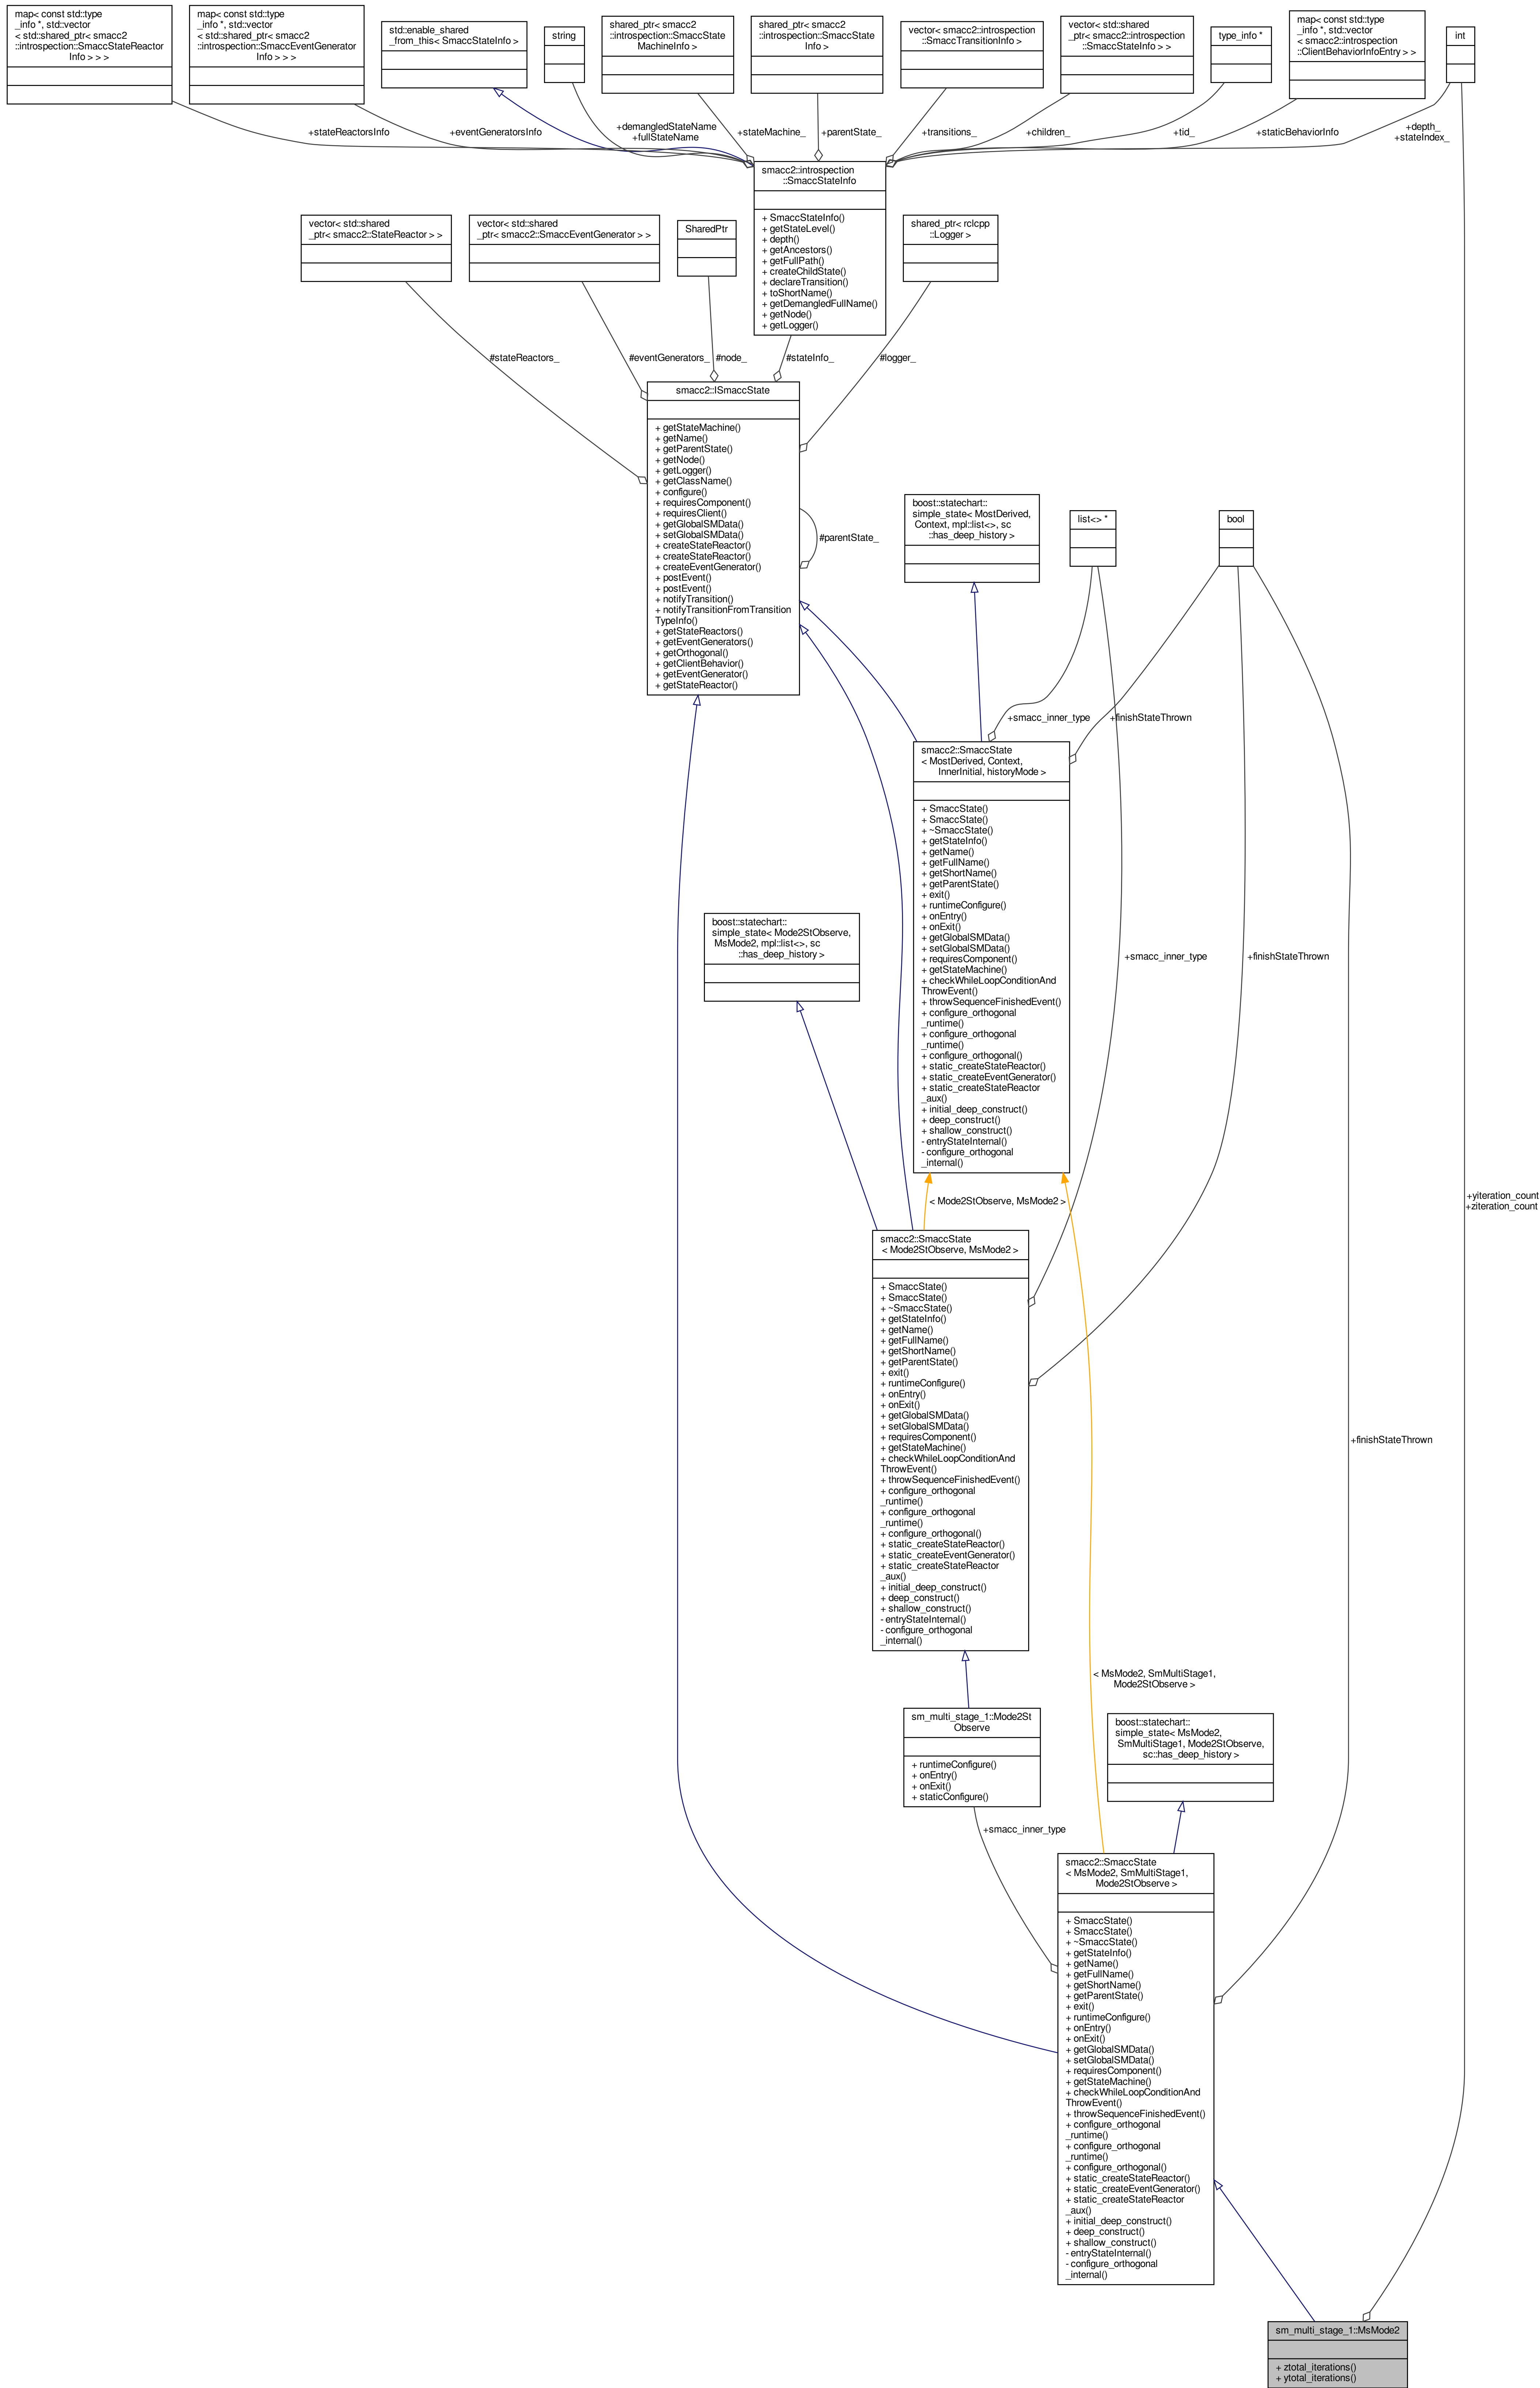 map< const std::type
_info *, std::vector
< std::shared_ptr< smacc2
::introspection::SmaccStateReactor
Info > > >
map< const std::type
_info *, std::vector
< std::shared_ptr< smacc2
::introspection::SmaccEventGenerator
Info > > >
std::enable_shared
_from_this< SmaccStateInfo >
string
shared_ptr< smacc2
::introspection::SmaccState
MachineInfo >
shared_ptr< smacc2
::introspection::SmaccState
Info >
vector< smacc2::introspection
::SmaccTransitionInfo >
vector< std::shared
_ptr< smacc2::introspection
::SmaccStateInfo > >
type_info *
map< const std::type
_info *, std::vector
< smacc2::introspection
::ClientBehaviorInfoEntry > >
int
+stateReactorsInfo
+eventGeneratorsInfo
+demangledStateName
+fullStateName
+stateMachine_
+parentState_
+transitions_
+children_
+tid_
+staticBehaviorInfo
+depth_
+stateIndex_
smacc2::introspection
::SmaccStateInfo
+ SmaccStateInfo()
+ getStateLevel()
+ depth()
+ getAncestors()
+ getFullPath()
+ createChildState()
+ declareTransition()
+ toShortName()
+ getDemangledFullName()
+ getNode()
+ getLogger()
vector< std::shared
_ptr< smacc2::StateReactor > >
vector< std::shared
_ptr< smacc2::SmaccEventGenerator > >
SharedPtr
shared_ptr< rclcpp
::Logger >
#stateReactors_
#eventGenerators_
#node_
#stateInfo_
#logger_
smacc2::ISmaccState
+ getStateMachine()
+ getName()
+ getParentState()
+ getNode()
+ getLogger()
+ getClassName()
+ configure()
+ requiresComponent()
+ requiresClient()
+ getGlobalSMData()
+ setGlobalSMData()
+ createStateReactor()
+ createStateReactor()
+ createEventGenerator()
+ postEvent()
+ postEvent()
+ notifyTransition()
+ notifyTransitionFromTransition
TypeInfo()
+ getStateReactors()
+ getEventGenerators()
+ getOrthogonal()
+ getClientBehavior()
+ getEventGenerator()
+ getStateReactor()
#parentState_
boost::statechart::
simple_state< MostDerived,
Context, mpl::list<>, sc
::has_deep_history >
list<> *
bool
+smacc_inner_type
+finishStateThrown
smacc2::SmaccState
< MostDerived, Context,
InnerInitial, historyMode >
+ SmaccState()
+ SmaccState()
+ ~SmaccState()
+ getStateInfo()
+ getName()
+ getFullName()
+ getShortName()
+ getParentState()
+ exit()
+ runtimeConfigure()
+ onEntry()
+ onExit()
+ getGlobalSMData()
+ setGlobalSMData()
+ requiresComponent()
+ getStateMachine()
+ checkWhileLoopConditionAnd
ThrowEvent()
+ throwSequenceFinishedEvent()
+ configure_orthogonal
_runtime()
+ configure_orthogonal
_runtime()
+ configure_orthogonal()
+ static_createStateReactor()
+ static_createEventGenerator()
+ static_createStateReactor
_aux()
+ initial_deep_construct()
+ deep_construct()
+ shallow_construct()
- entryStateInternal()
- configure_orthogonal
_internal()
boost::statechart::
simple_state< Mode2StObserve,
MsMode2, mpl::list<>, sc
::has_deep_history >
+smacc_inner_type
+finishStateThrown
< Mode2StObserve, MsMode2 >
+yiteration_count
+ziteration_count
smacc2::SmaccState
< Mode2StObserve, MsMode2 >
+ SmaccState()
+ SmaccState()
+ ~SmaccState()
+ getStateInfo()
+ getName()
+ getFullName()
+ getShortName()
+ getParentState()
+ exit()
+ runtimeConfigure()
+ onEntry()
+ onExit()
+ getGlobalSMData()
+ setGlobalSMData()
+ requiresComponent()
+ getStateMachine()
+ checkWhileLoopConditionAnd
ThrowEvent()
+ throwSequenceFinishedEvent()
+ configure_orthogonal
_runtime()
+ configure_orthogonal
_runtime()
+ configure_orthogonal()
+ static_createStateReactor()
+ static_createEventGenerator()
+ static_createStateReactor
_aux()
+ initial_deep_construct()
+ deep_construct()
+ shallow_construct()
- entryStateInternal()
- configure_orthogonal
_internal()
+finishStateThrown
< MsMode2, SmMultiStage1,
Mode2StObserve >
sm_multi_stage_1::Mode2St
Observe
+ runtimeConfigure()
+ onEntry()
+ onExit()
+ staticConfigure()
boost::statechart::
simple_state< MsMode2,
SmMultiStage1, Mode2StObserve,
sc::has_deep_history >
+smacc_inner_type
smacc2::SmaccState
< MsMode2, SmMultiStage1,
Mode2StObserve >
+ SmaccState()
+ SmaccState()
+ ~SmaccState()
+ getStateInfo()
+ getName()
+ getFullName()
+ getShortName()
+ getParentState()
+ exit()
+ runtimeConfigure()
+ onEntry()
+ onExit()
+ getGlobalSMData()
+ setGlobalSMData()
+ requiresComponent()
+ getStateMachine()
+ checkWhileLoopConditionAnd
ThrowEvent()
+ throwSequenceFinishedEvent()
+ configure_orthogonal
_runtime()
+ configure_orthogonal
_runtime()
+ configure_orthogonal()
+ static_createStateReactor()
+ static_createEventGenerator()
+ static_createStateReactor
_aux()
+ initial_deep_construct()
+ deep_construct()
+ shallow_construct()
- entryStateInternal()
- configure_orthogonal
_internal()
sm_multi_stage_1::MsMode2
+ ztotal_iterations()
+ ytotal_iterations()